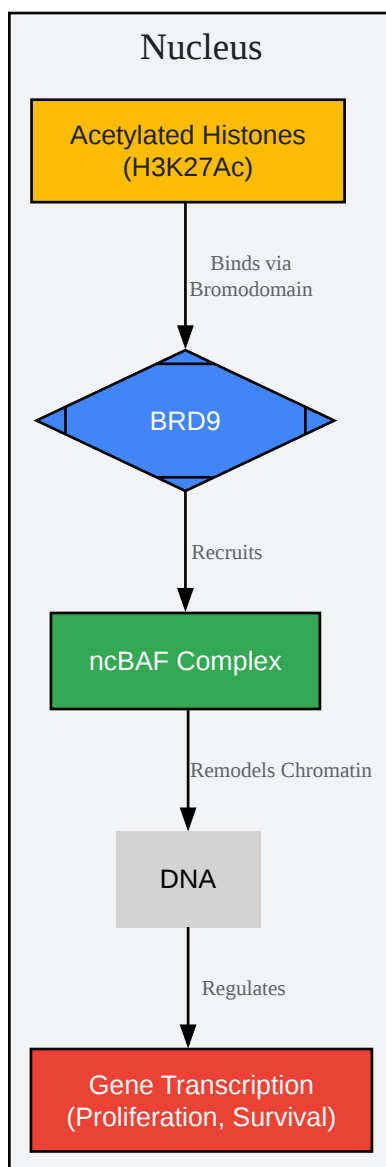 Nucleus
Acetylated Histones
(H3K27Ac)
Binds via
Bromodomain
BRD9
Recruits
ncBAF Complex
Remodels Chromatin
DNA
Regulates
Gene Transcription
(Proliferation, Survival)